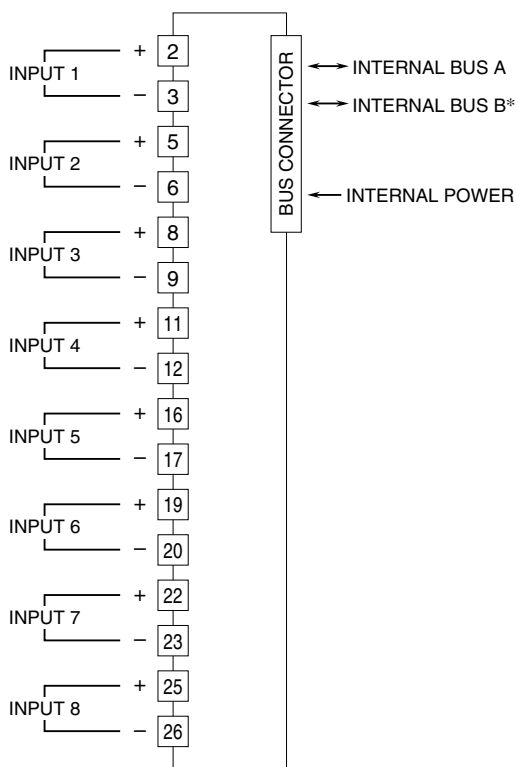 INPUT 1
+ 2
− 3
INPUT 2
+ 5
− 6
INPUT 3
+ 8
− 9
INPUT 4
+ 11
− 12
INPUT 5
+ 16
− 17
INPUT 6
+ 19
− 20
INPUT 7
+ 22
− 23
INPUT 8
+ 25
− 26
BUS CONNECTOR
INTERNAL BUS A
INTERNAL BUS B*
INTERNAL POWER